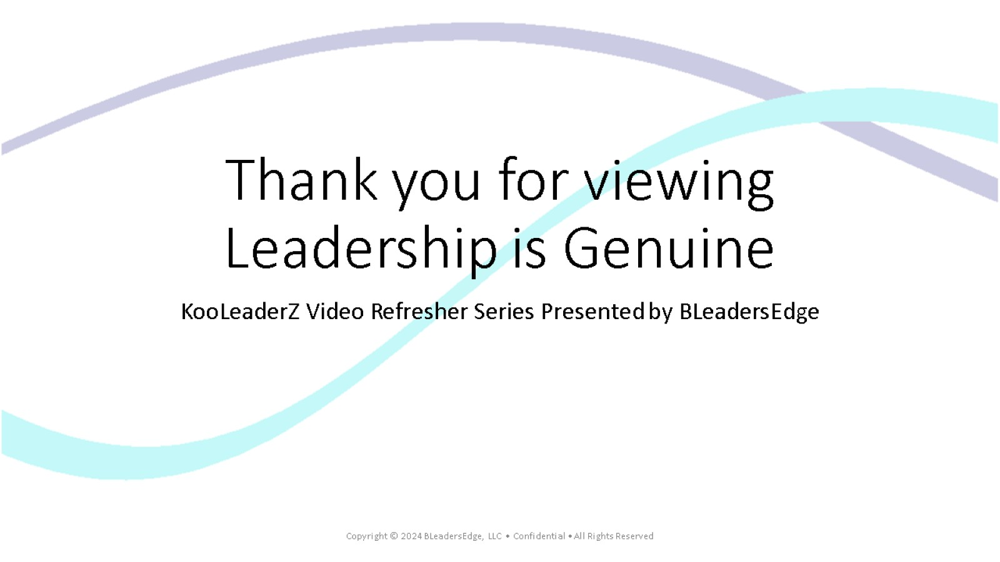 Thank you for viewing
Leadership is Genuine
KooLeaderZ Video Refresher Series Presented by BLeadersEdge
Copyright © 2024 BLeadersEdge, LLC • Confidential • All Rights Reserved